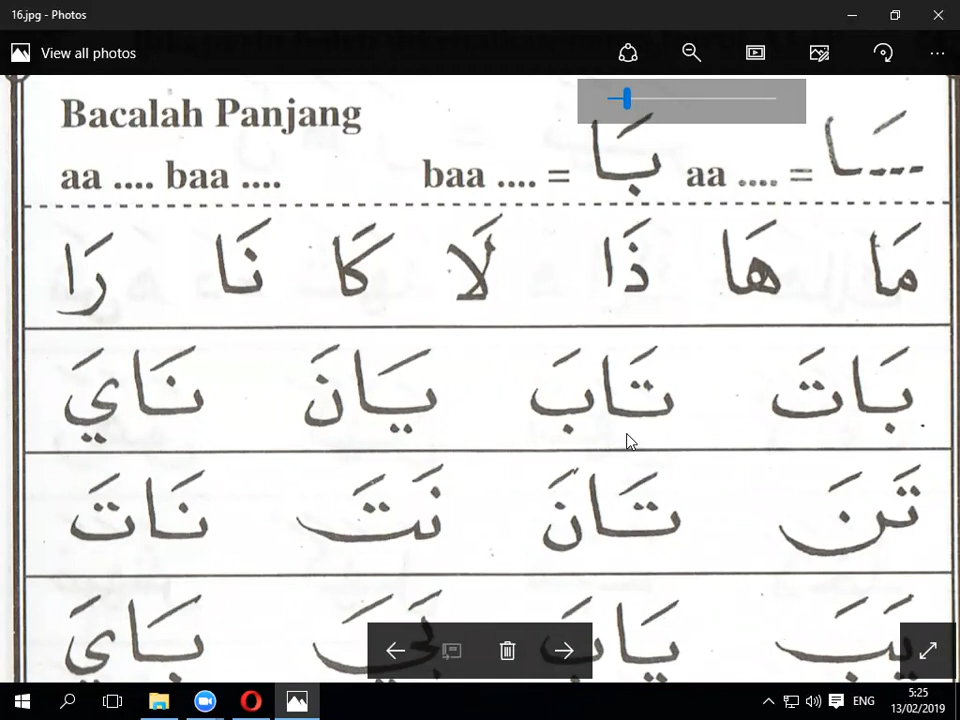 16.jpg - Photos
View all photos
Bacalah Panjang
aa .... baa .... baa .... = بَا aa .... = ـَـا
مَا هَا ذَا لَا كَا نَا رَا
بَاتَ تَابَ يَانَ نَايَ
تَنَ تَانَ نَتَ نَاتَ
يَبَ يَابَ بَيَ بَايَ
ENG
5:25
13/02/2019